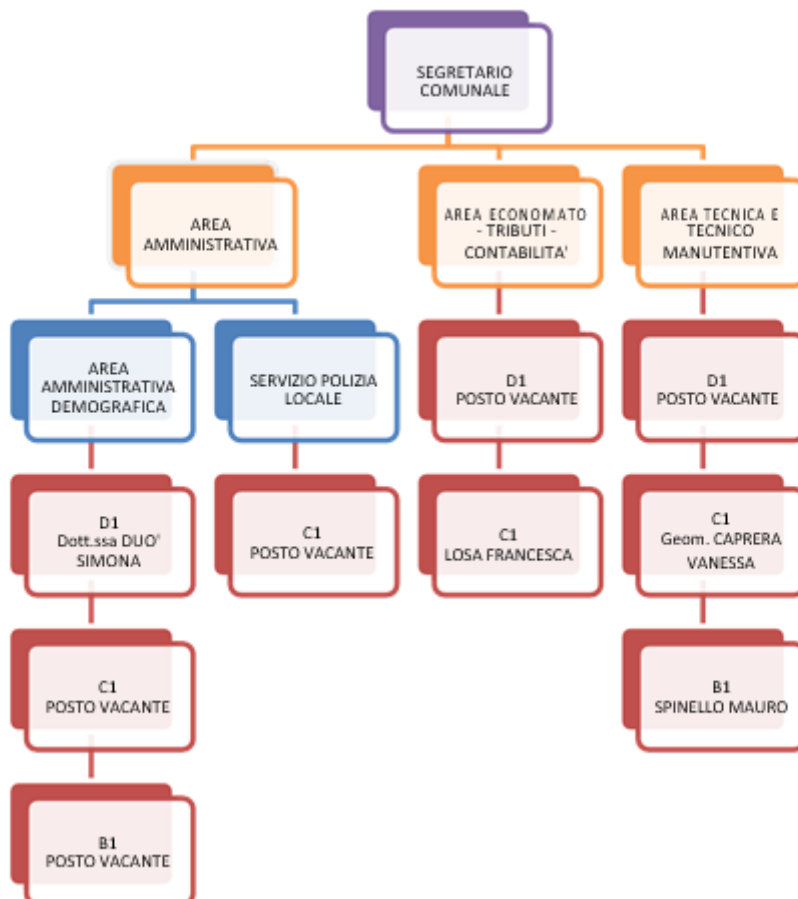 SEGRETARIO
COMUNALE
AREA
AMMINISTRATIVA
AREA ECONOMATO
- TRIBUTI -
CONTABILITA'
AREA TECNICA E
TECNICO
MANUTENTIVA
AREA
AMMINISTRATIVA
DEMOGRAFICA
SERVIZIO POLIZIA
LOCALE
D1
POSTO VACANTE
D1
POSTO VACANTE
D1
Dott.ssa DUO'
SIMONA
C1
POSTO VACANTE
C1
LOSA FRANCESCA
C1
Geom. CAPRERA
VANESSA
C1
POSTO VACANTE
B1
SPINELLO MAURO
B1
POSTO VACANTE